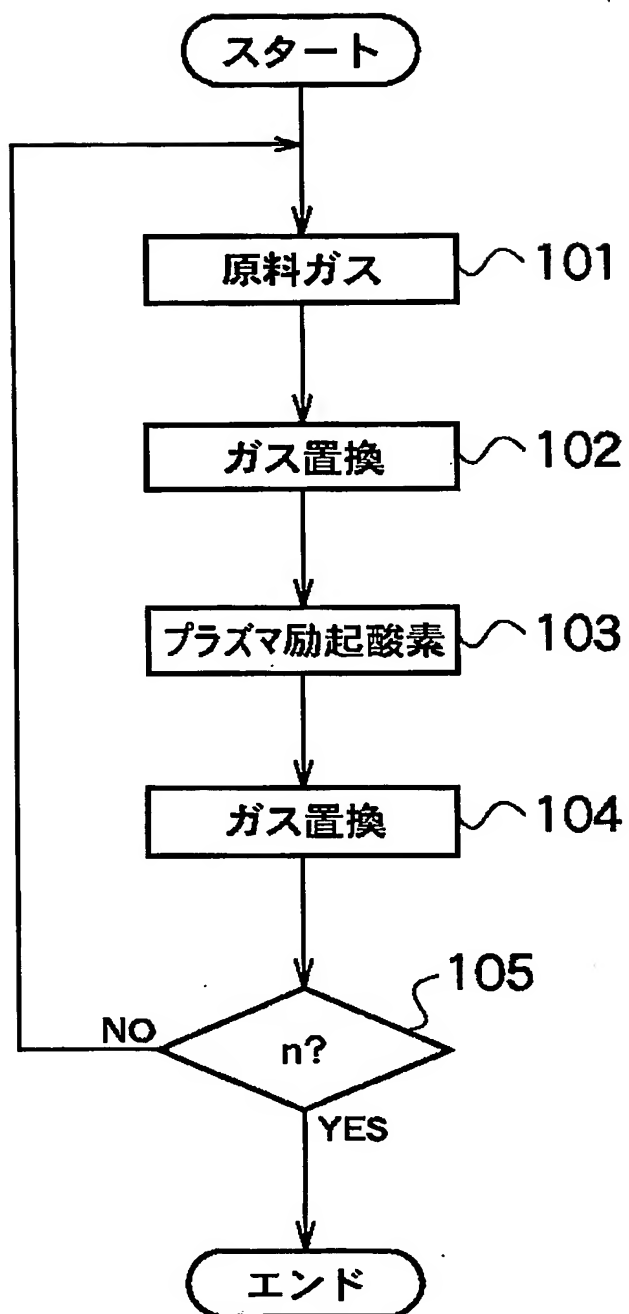 スタート
原料ガス 101
ガス置換 102
プラズマ励起酸素 103
ガス置換 104
105
NO n?
YES
エンド